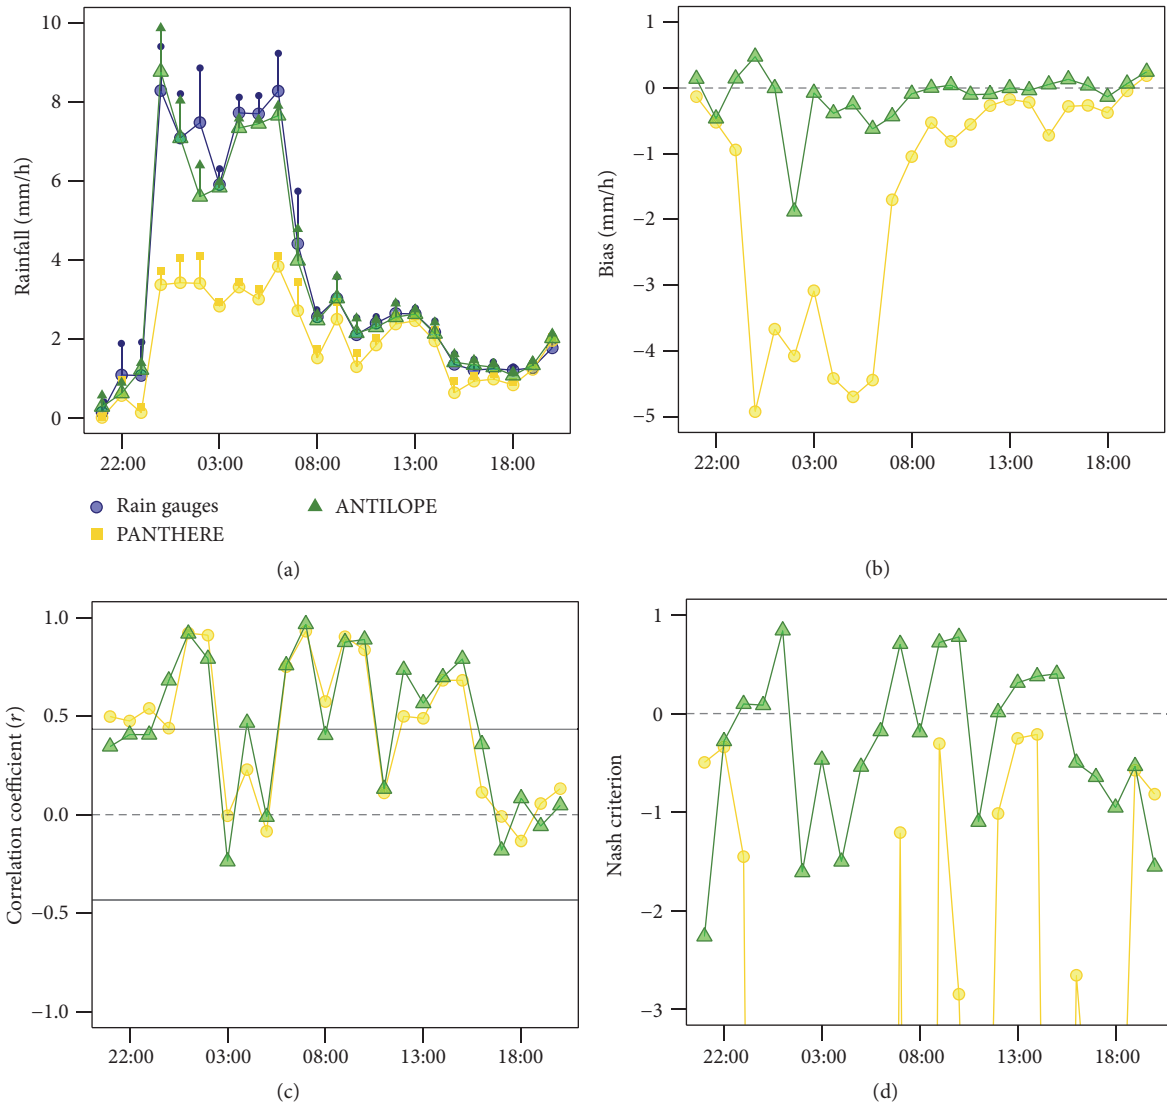 Rainfall (mm/h)
10
8
6
4
2
0
22:00 03:00 08:00 13:00 18:00
Rain gauges
PANTHERE
ANTILOPE
(a)
Bias (mm/h)
1
0
−1
−2
−3
−4
−5
22:00 03:00 08:00 13:00 18:00
(b)
Correlation coefficient (r)
1.0
0.5
0.0
−0.5
−1.0
22:00 03:00 08:00 13:00 18:00
(c)
Nash criterion
1
0
−1
−2
−3
22:00 03:00 08:00 13:00 18:00
(d)